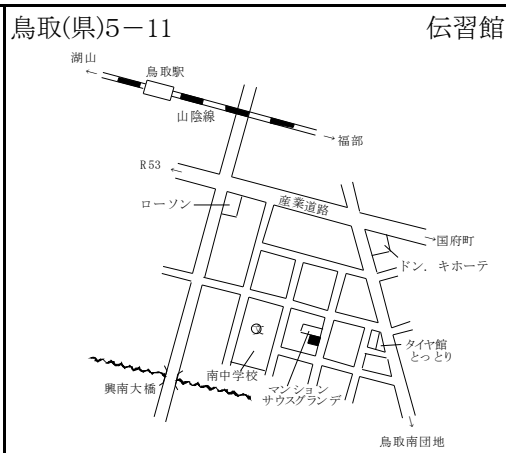 鳥取(県)5−11
伝習館
湖山
鳥取駅
山陰線
福部
R53
産業道路
ローソン
国府町
ドン．キホーテ
タイヤ館
とっとり
南中学校
マンション
サウスグランデ
興南大橋
鳥取南団地